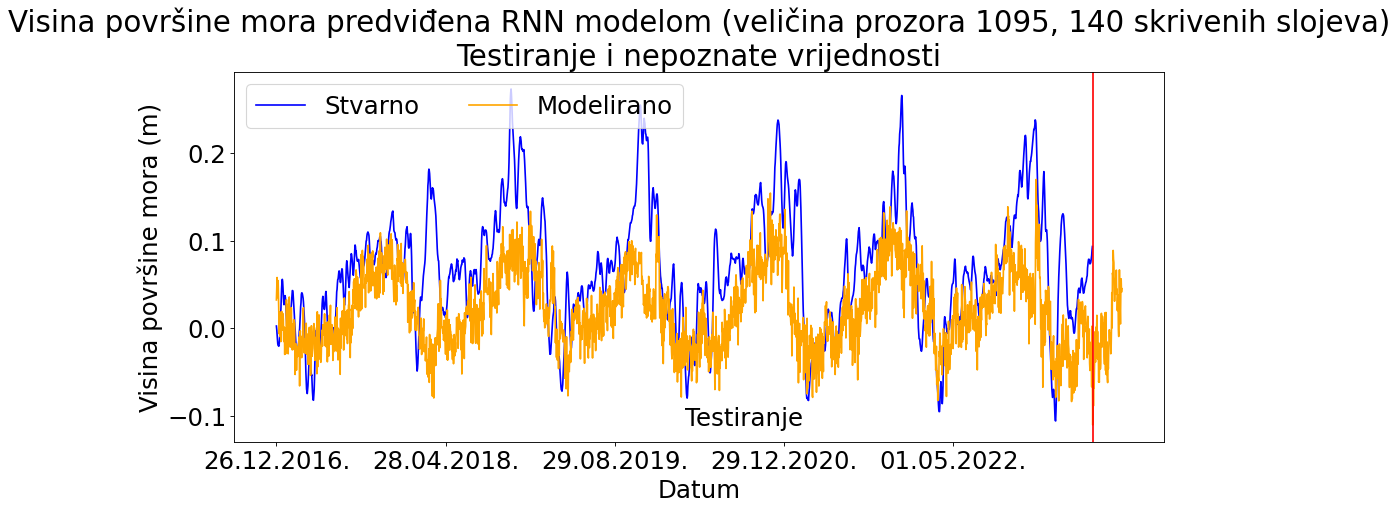 Visina površine mora predviđena RNN modelom (veličina prozora 1095, 140 skrivenih slojeva)
Testiranje i nepoznate vrijednosti
Stvarno Modelirano
Visina površine mora (m)
0.2
0.1
0.0
−0.1
Testiranje
26.12.2016. 28.04.2018. 29.08.2019. 29.12.2020. 01.05.2022.
Datum